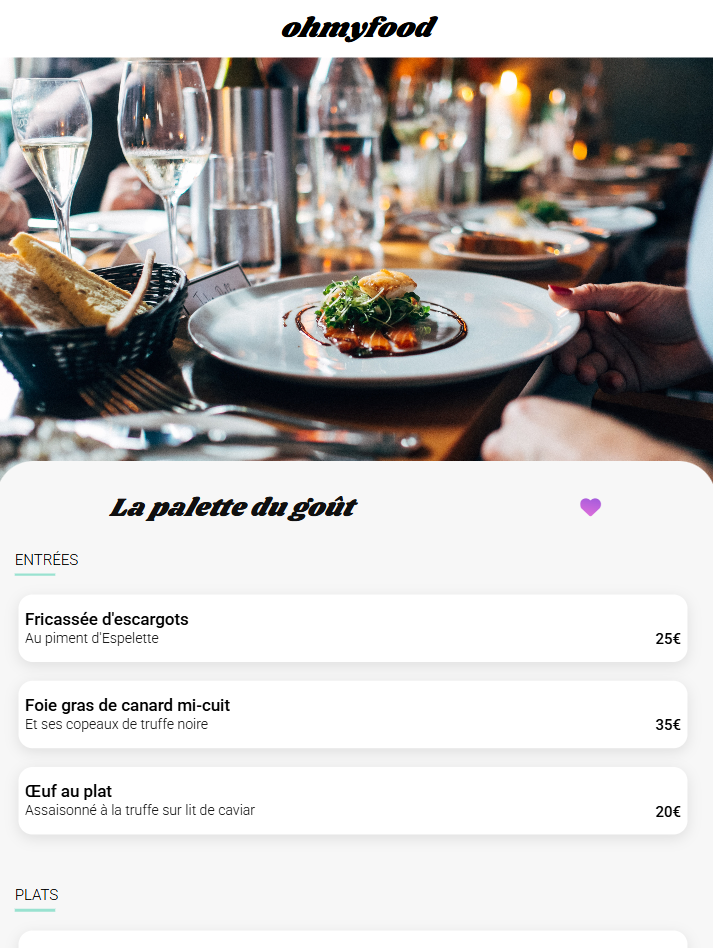 ohmyfood
La palette du goût
ENTRÉES
Fricassée d'escargots
Au piment d'Espelette
25€
Foie gras de canard mi-cuit
Et ses copeaux de truffe noire
35€
Œuf au plat
Assaisonné à la truffe sur lit de caviar
20€
PLATS